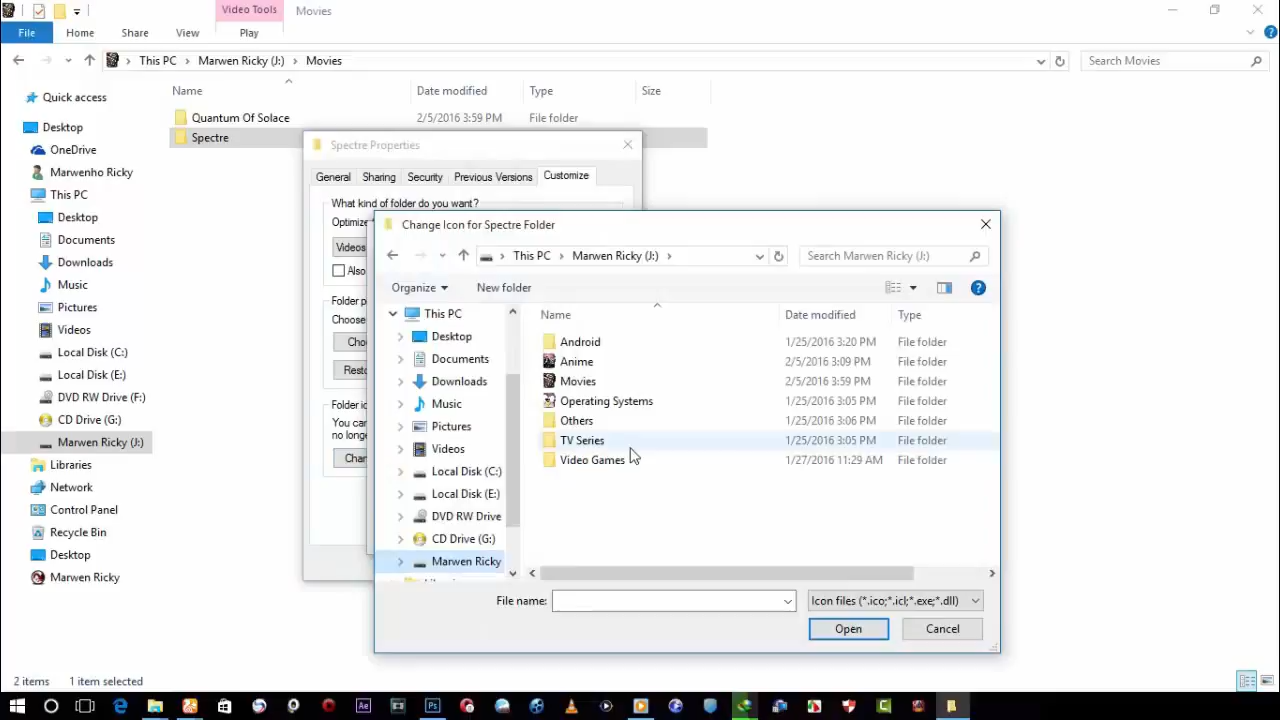 Video Tools Movies
File Home Share View Play
This PC Marwen Ricky (J:) Movies Search Movies
Name Date modified Type Size
Quick access
Desktop
OneDrive
Marwenho Ricky
This PC
Desktop
Documents
Downloads
Music
Pictures
Videos
Local Disk (C:)
Local Disk (E:)
DVD RW Drive (F:)
CD Drive (G:)
Marwen Ricky (J:)
Libraries
Network
Control Panel
Recycle Bin
Desktop
Marwen Ricky
Quantum Of Solace 2/5/2016 3:59 PM File folder
Spectre
Spectre Properties
General Sharing Security Previous Versions Customize
What kind of folder do you want?
Optimize
Videos
Also
Folder p
Choose
Cho
Resto
Folder ic
You can
no longe
Chan
Change Icon for Spectre Folder
This PC Marwen Ricky (J:) Search Marwen Ricky (J:)
Organize New folder
This PC
Desktop
Documents
Downloads
Music
Pictures
Videos
Local Disk (C:)
Local Disk (E:)
DVD RW Drive
CD Drive (G:)
Marwen Ricky
Name Date modified Type
Android 1/25/2016 3:20 PM File folder
Anime 2/5/2016 3:09 PM File folder
Movies 2/5/2016 3:59 PM File folder
Operating Systems 1/25/2016 3:05 PM File folder
Others 1/25/2016 3:06 PM File folder
TV Series 1/25/2016 3:05 PM File folder
Video Games 1/27/2016 11:29 AM File folder
File name: Icon files (*.ico;*.icl;*.exe;*.dll)
Open Cancel
2 items 1 item selected
Ae Ps